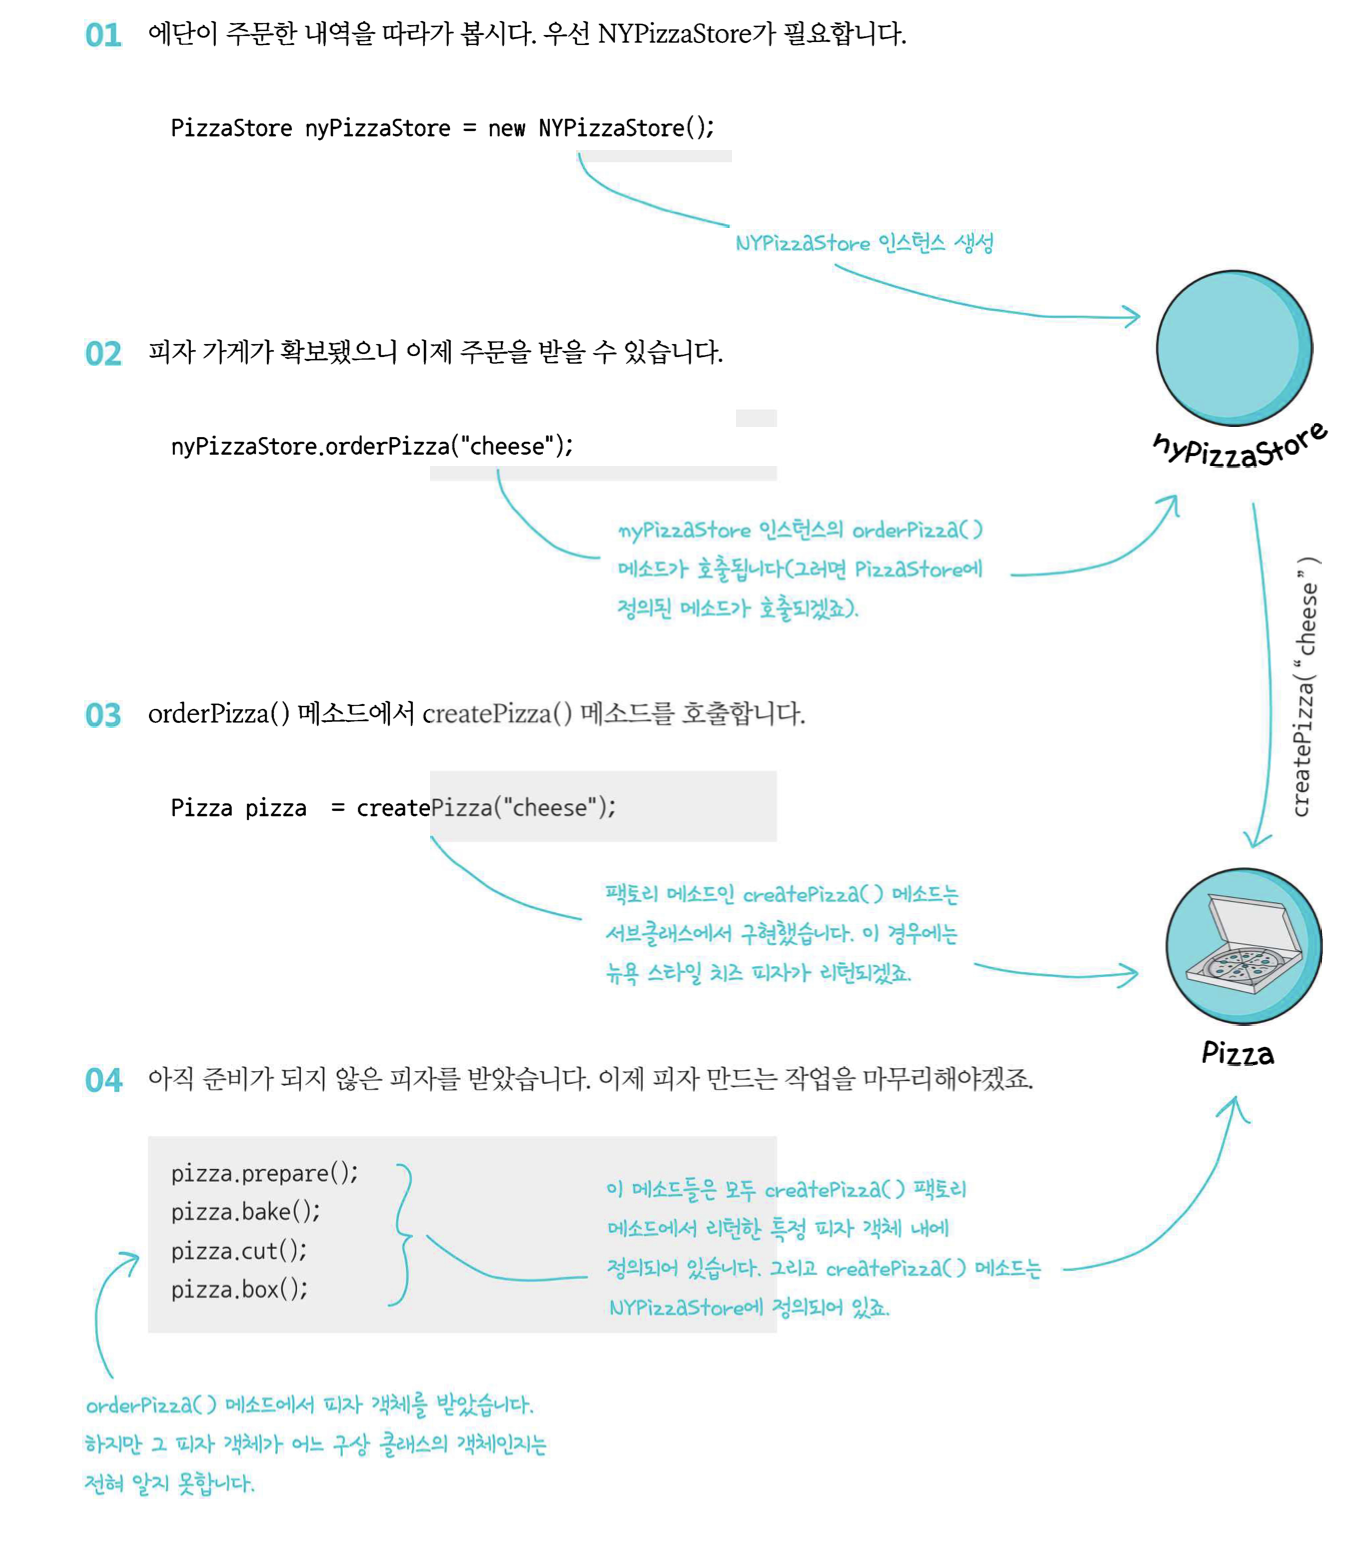 01 에단이 주문한 내역을 따라가 봅시다. 우선 NYPizzaStore가 필요합니다.
PizzaStore nyPizzaStore = new NYPizzaStore();
NYPizzaStore 인스턴스 생성
nyPizzaStore
02 피자 가게가 확보됐으니 이제 주문을 받을 수 있습니다.
nyPizzaStore.orderPizza("cheese");
nyPizzaStore 인스턴스의 orderPizza()
메소드가 호출됩니다(그러면 PizzaStore에
정의된 메소드가 호출되겠죠).
createPizza(“cheese”)
03 orderPizza() 메소드에서 createPizza() 메소드를 호출합니다.
Pizza pizza = createPizza("cheese");
팩토리 메소드인 createPizza() 메소드는
서브클래스에서 구현했습니다. 이 경우에는
뉴욕 스타일 치즈 피자가 리턴되겠죠.
Pizza
04 아직 준비가 되지 않은 피자를 받았습니다. 이제 피자 만드는 작업을 마무리해야겠죠.
pizza.prepare();
pizza.bake();
pizza.cut();
pizza.box();
이 메소드들은 모두 createPizza() 팩토리
메소드에서 리턴한 특정 피자 객체 내에
정의되어 있습니다. 그리고 createPizza() 메소드는
NYPizzaStore에 정의되어 있죠.
orderPizza() 메소드에서 피자 객체를 받았습니다.
하지만 그 피자 객체가 어느 구상 클래스의 객체인지는
전혀 알지 못합니다.